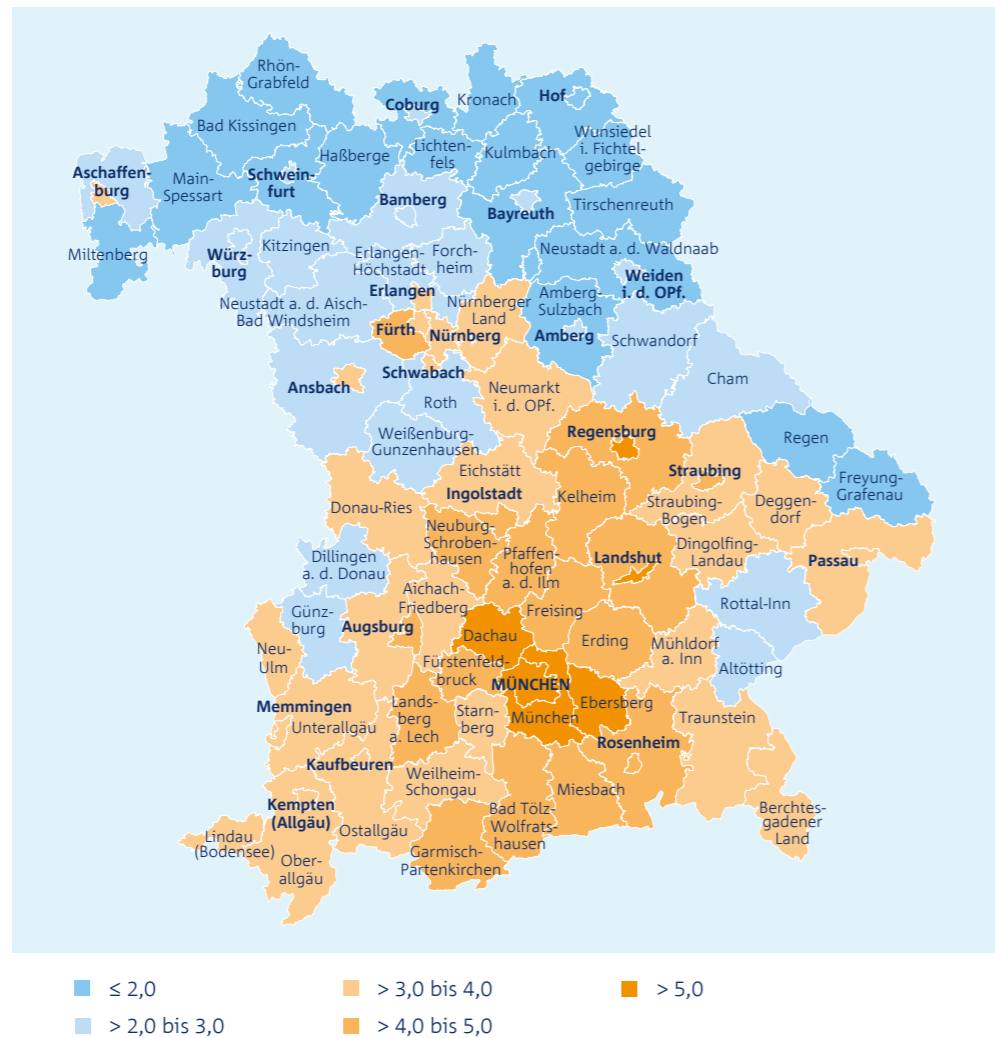 Rhön-
Grabfeld
Coburg
Kronach
Hof
Bad Kissingen
Wunsiedel
i. Fichtel-
gebirge
Lichten-
fels
Kulmbach
Haßberge
Aschaffen-
burg
Main-
Spessart
Schwein-
furt
Bamberg
Bayreuth
Tirschenreuth
Miltenberg
Würz-
burg
Kitzingen
Erlangen-
Höchstadt
Forch-
heim
Neustadt a. d. Waldnaab
Weiden
i. d. OPf.
Erlangen
Neustadt a. d. Aisch-
Bad Windsheim
Nürnberger
Land
Amberg-
Sulzbach
Fürth
Nürnberg
Amberg
Schwandorf
Ansbach
Schwabach
Neumarkt
i. d. OPf.
Cham
Roth
Weißenburg-
Gunzenhausen
Regensburg
Regen
Eichstätt
Ingolstadt
Straubing
Freyung-
Grafenau
Donau-Ries
Kelheim
Straubing-
Bogen
Deggen-
dorf
Neuburg-
Schroben-
hausen
Pfaffen-
hofen
a. d. Ilm
Landshut
Dingolfing-
Landau
Passau
Dillingen
a. d. Donau
Aichach-
Friedberg
Freising
Rottal-Inn
Günz-
burg
Augsburg
Dachau
Erding
Mühldorf
a. Inn
Neu-
Ulm
Fürstenfeld-
bruck
MÜNCHEN
Altötting
Memmingen
Unterallgäu
Lands-
berg
a. Lech
Starn-
berg
München
Ebersberg
Traunstein
Rosenheim
Kaufbeuren
Weilheim-
Schongau
Miesbach
Kempten
(Allgäu)
Ostallgäu
Bad Tölz-
Wolfrats-
hausen
Berchtes-
gadener
Land
Lindau
(Bodensee)
Ober-
allgäu
Garmisch-
Partenkirchen
≤ 2,0
> 2,0 bis 3,0
> 3,0 bis 4,0
> 4,0 bis 5,0
> 5,0